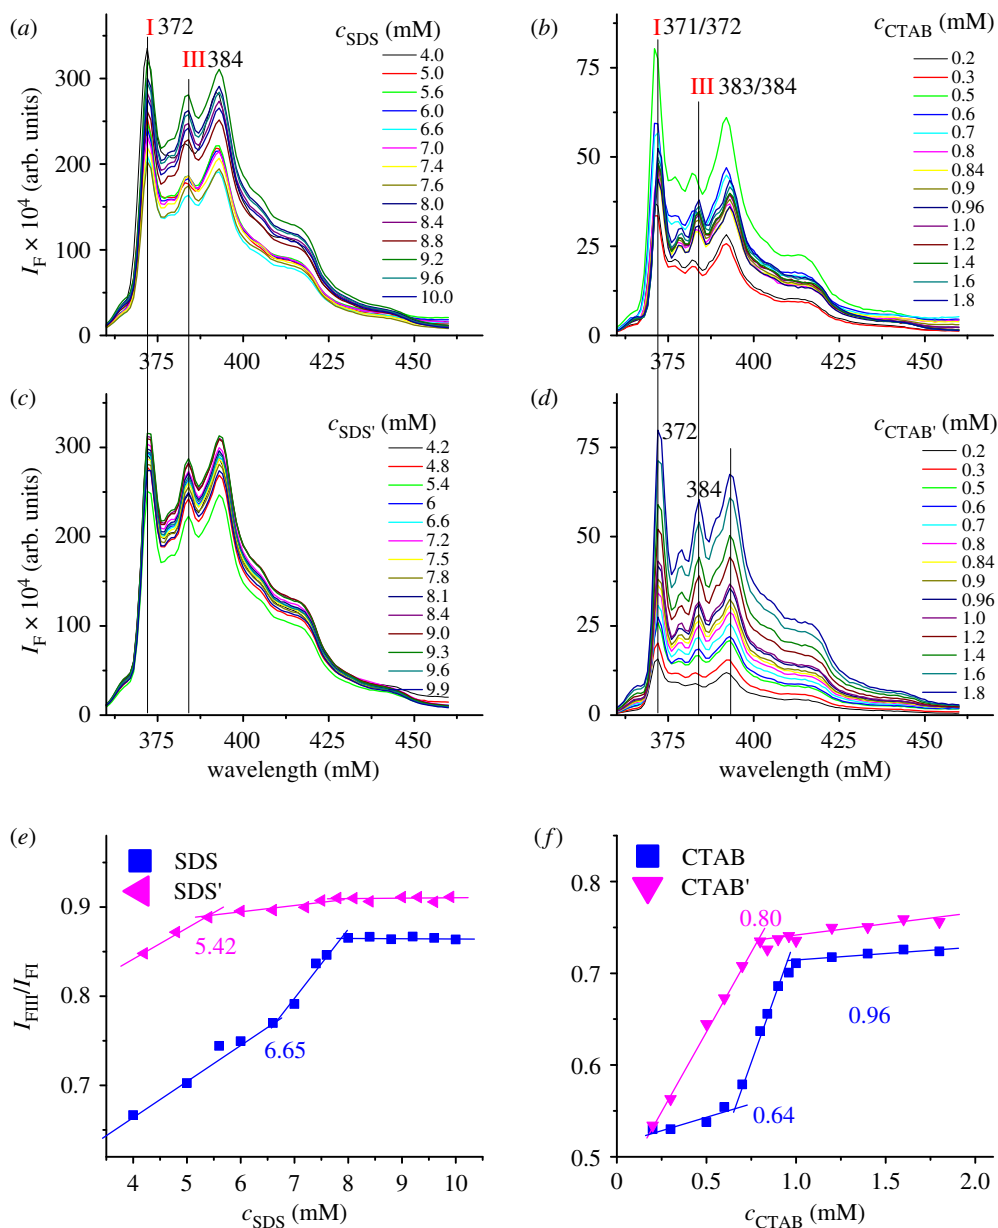 (a)
I 372
III 384
c_SDS (mM)
4.0
5.0
5.6
6.0
6.6
7.0
7.4
7.6
8.0
8.4
8.8
9.2
9.6
10.0
I_F × 10^4 (arb. units)
300
200
100
0
375 400 425 450
(b)
I 371/372
III 383/384
c_CTAB (mM)
0.2
0.3
0.5
0.6
0.7
0.8
0.84
0.9
0.96
1.0
1.2
1.4
1.6
1.8
75
50
25
0
375 400 425 450
(c)
c_SDS' (mM)
4.2
4.8
5.4
6
6.6
7.2
7.5
7.8
8.1
8.4
9.0
9.3
9.6
9.9
I_F × 10^4 (arb. units)
300
200
100
0
375 400 425 450
wavelength (mM)
(d)
372
384
c_CTAB' (mM)
0.2
0.3
0.5
0.6
0.7
0.8
0.84
0.9
0.96
1.0
1.2
1.4
1.6
1.8
75
50
25
0
375 400 425 450
wavelength (mM)
(e)
SDS
SDS'
5.42
6.65
I_FIII/I_FI
0.9
0.8
0.7
4 5 6 7 8 9 10
c_SDS (mM)
(f)
CTAB
CTAB'
0.80
0.96
0.64
0.8
0.7
0.6
0.5
0 0.5 1.0 1.5 2.0
c_CTAB (mM)